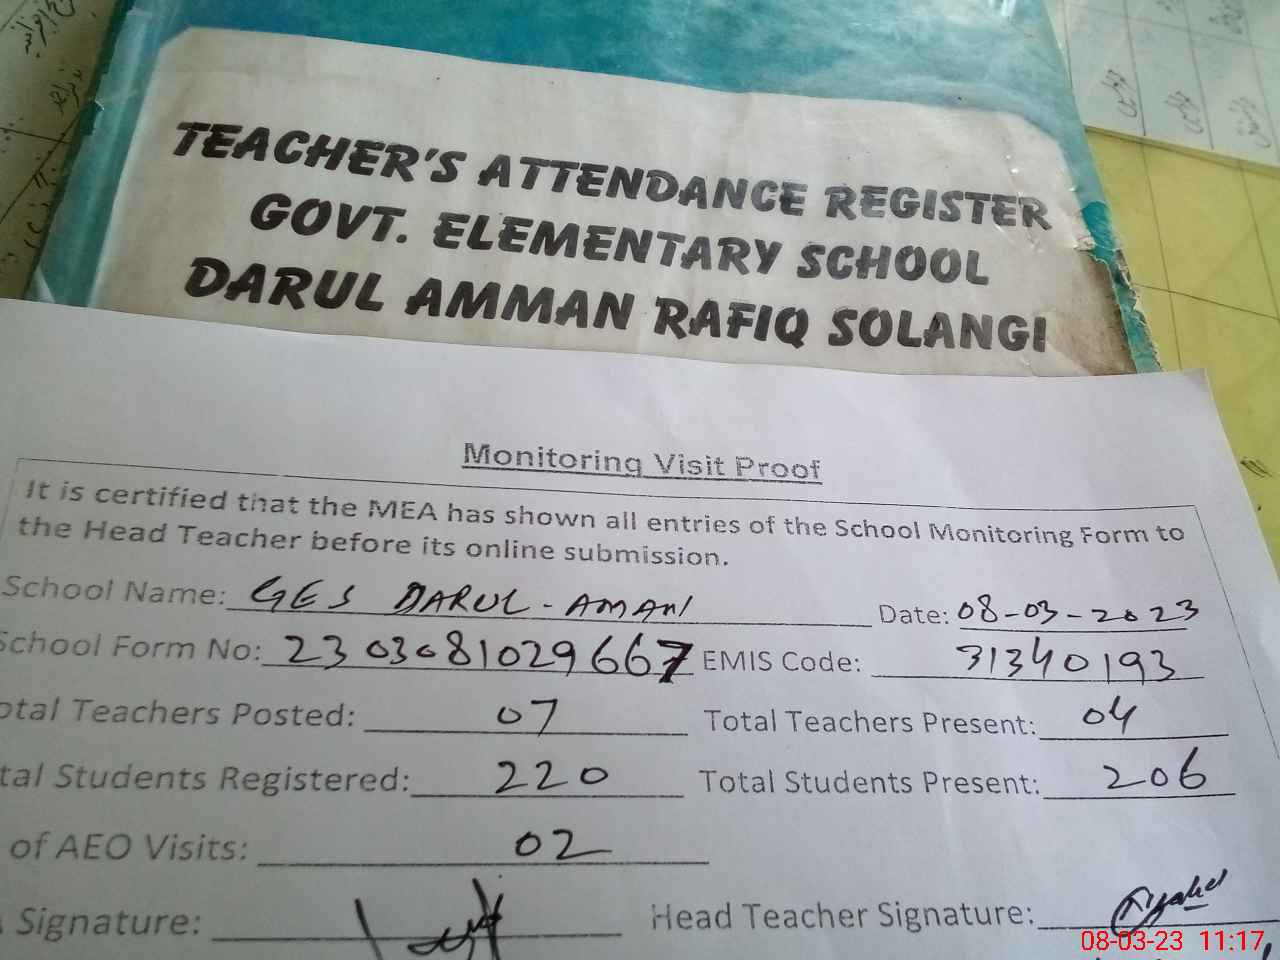 TEACHER'S ATTENDANCE REGISTER
GOVT. ELEMENTARY SCHOOL
DARUL AMMAN RAFIQ SOLANGI
Monitoring Visit Proof
It is certified that the MEA has shown all entries of the School Monitoring Form to
the Head Teacher before its online submission.
School Name: GES DARUL-AMAN Date: 08-03-2023
School Form No: 2303081029667 EMIS Code: 31340193
otal Teachers Posted: 07 Total Teachers Present: 04
tal Students Registered: 220 Total Students Present: 206
of AEO Visits: 02
Signature: Head Teacher Signature:
08-03-23 11:17